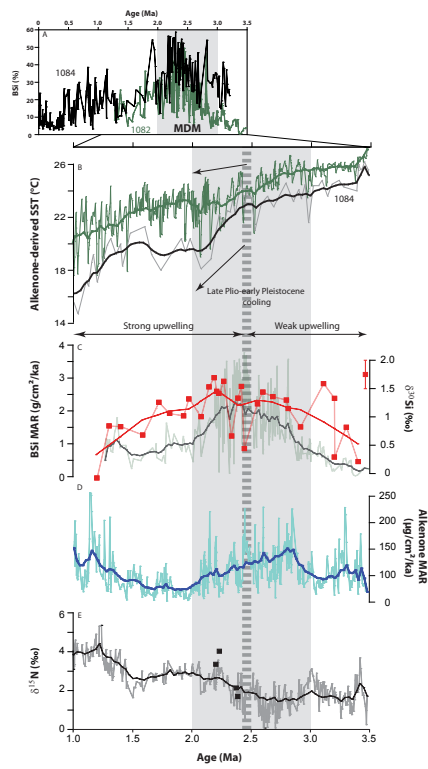 Age (Ma)
1.0 1.5 2.0 2.5 3.0 3.5
A
60
50
40
30
20
10
0
BSi (%)
1084
1082
MDM
B
26
22
18
14
Alkenone-derived SST (°C)
1084
Late Plio-early Pleistocene
cooling
Strong upwelling
Weak upwelling
C
4
3
2
1
0
BSi MAR (g/cm²/ka)
2.0
1.5
1
0.5
0
δ³⁰Si (‰)
D
250
200
150
100
50
0
Alkenone MAR
(µg/cm²/ka)
E
6
4
2
0
δ¹⁵N (‰)
1.0 1.5 2.0 2.5 3.0 3.5
Age (Ma)